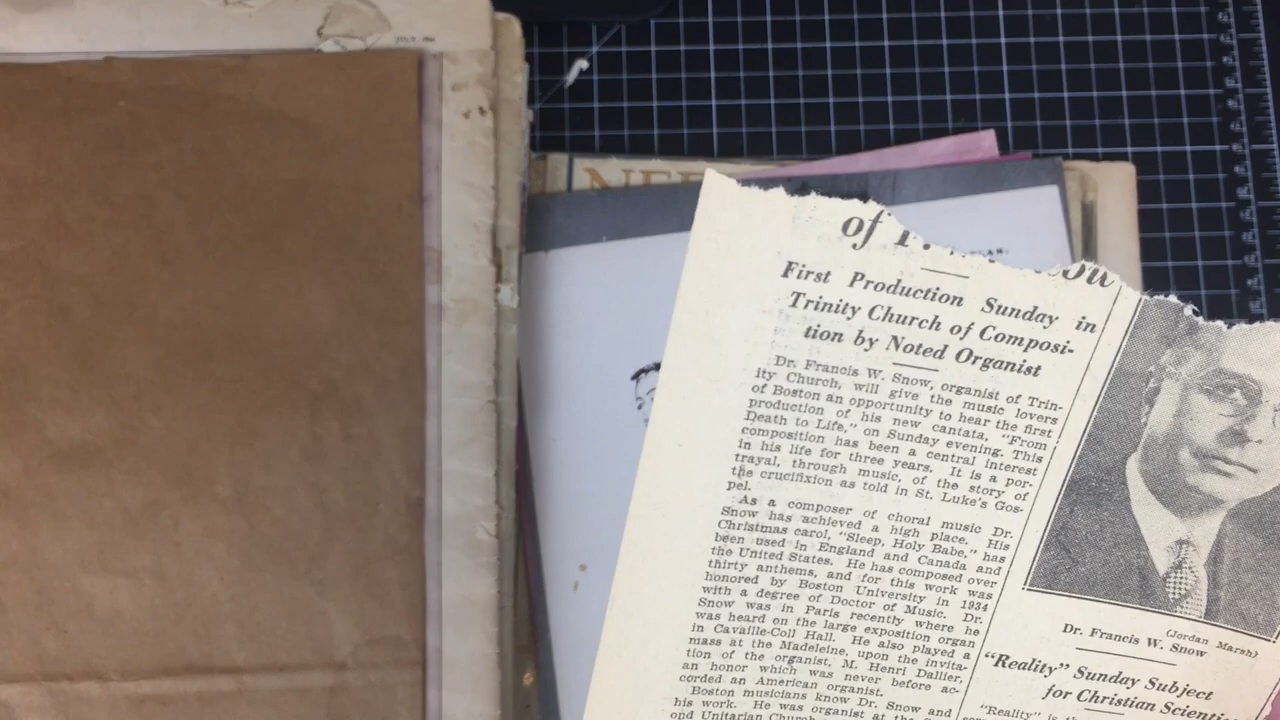 NEE
of F. Snow
First Production Sunday in
Trinity Church of Composi-
tion by Noted Organist
Dr. Francis W. Snow, organist of Trin-
ity Church, will give the music lovers
of Boston an opportunity to hear the first
production of his new cantata, "From
Death to Life," on Sunday evening. This
composition has been a central interest
in his life for three years. It is a por-
trayal, through music, of the story of
the crucifixion as told in St. Luke's Gos-
pel.
As a composer of choral music Dr.
Snow has achieved a high place. His
Christmas carol, "Sleep, Holy Babe," has
been used in England and Canada and
the United States. He has composed over
thirty anthems, and for this work was
honored by Boston University in 1934
with a degree of Doctor of Music. Dr.
Snow was in Paris recently where he
was heard on the large exposition organ
in Cavaille-Coll Hall. He also played a
mass at the Madeleine, upon the invita-
tion of the organist, M. Henri Dallier,
an honor which was never before ac-
corded an American organist.
Boston musicians know Dr. Snow and
his work. He was organist at the
ond Unitarian Church
(Jordan Marsh)
Dr. Francis W. Snow
"Reality" Sunday Subject
for Christian Scienti
"Reality" is th